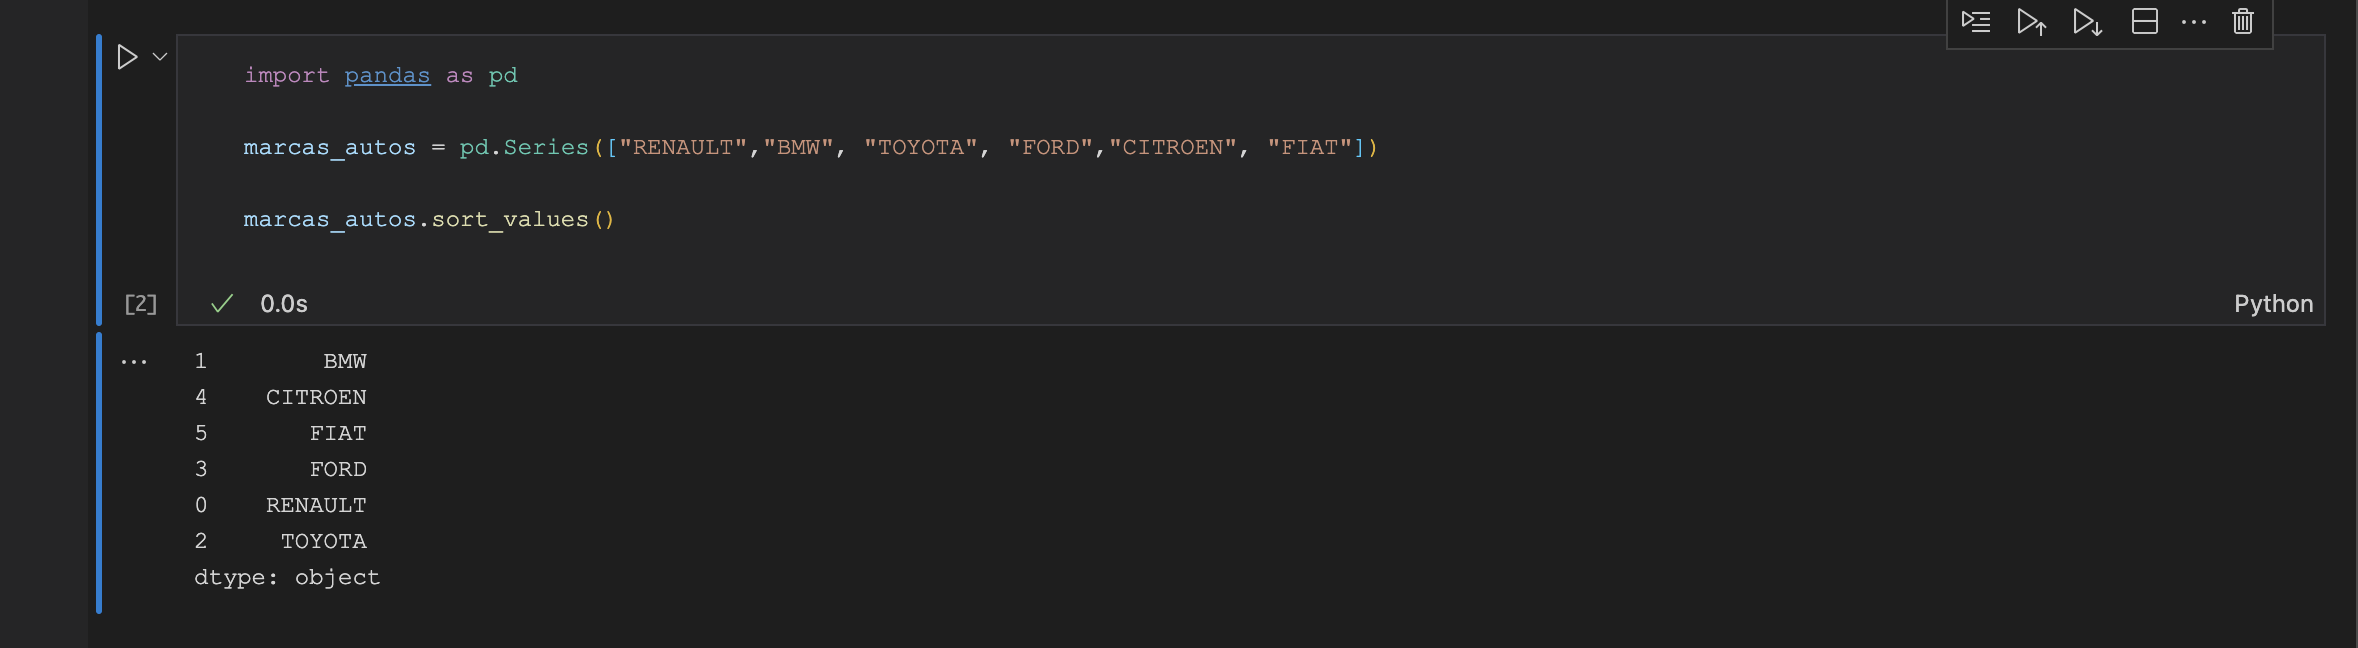 import pandas as pd
marcas_autos = pd.Series(["RENAULT","BMW", "TOYOTA", "FORD","CITROEN", "FIAT"])
marcas_autos.sort_values()
[2] 0.0s Python
1 BMW
4 CITROEN
5 FIAT
3 FORD
0 RENAULT
2 TOYOTA
dtype: object